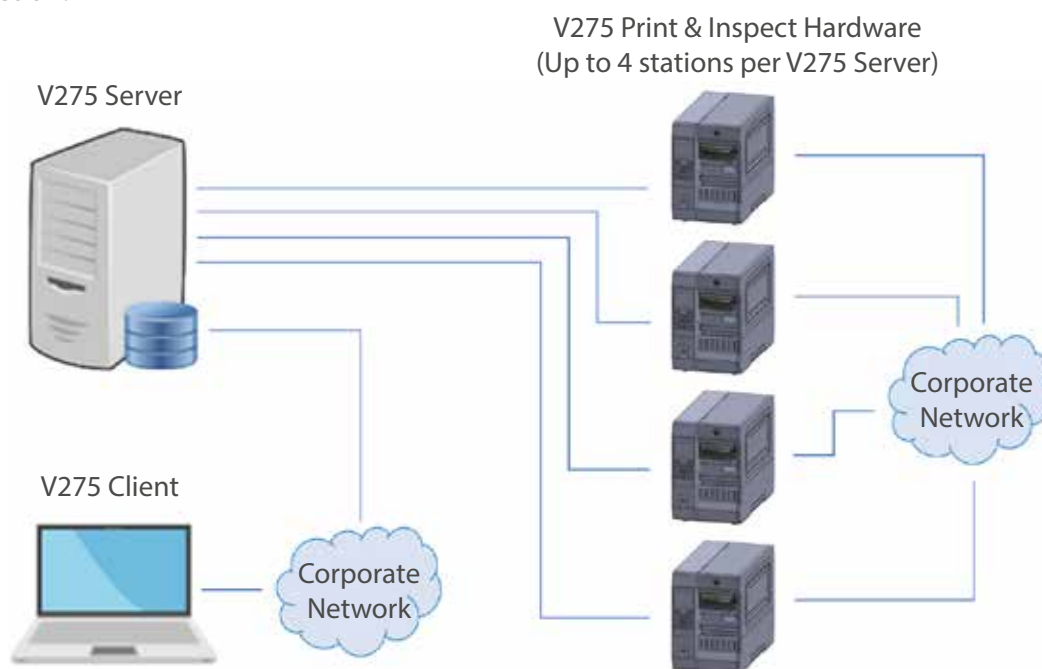 V275 Print & Inspect Hardware
(Up to 4 stations per V275 Server)
V275 Server
Corporate
Network
V275 Client
Corporate
Network